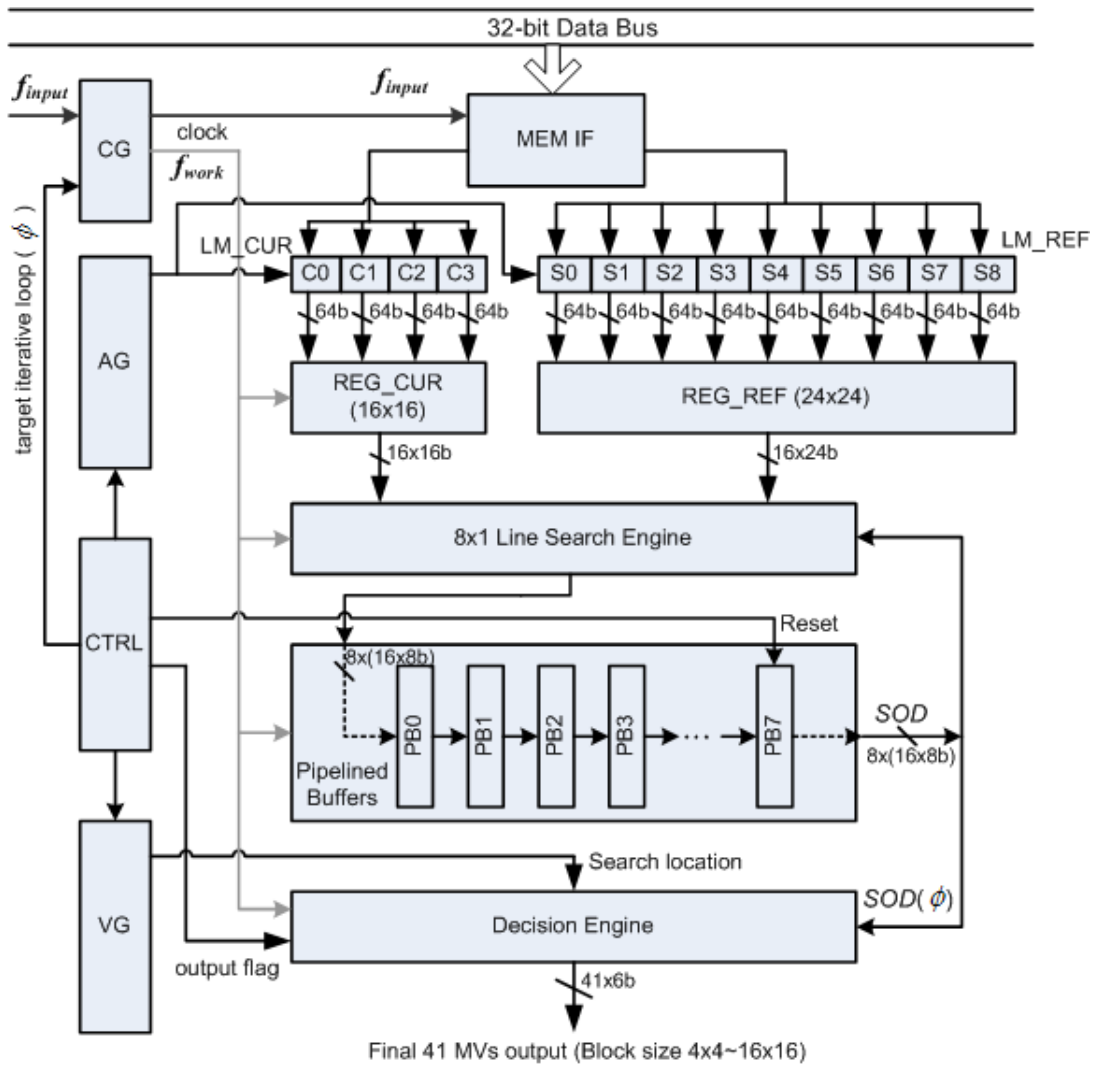 32-bit Data Bus
f input
f input
CG
clock
f work
MEM IF
target iterative loop ( ϕ )
LM_CUR
LM_REF
C0 C1 C2 C3
S0 S1 S2 S3 S4 S5 S6 S7 S8
64b 64b 64b 64b
64b 64b 64b 64b 64b 64b 64b 64b 64b
AG
REG_CUR
(16x16)
REG_REF (24x24)
16x16b
16x24b
8x1 Line Search Engine
CTRL
Reset
8x(16x8b)
PB0 PB1 PB2 PB3 ··· PB7
Pipelined
Buffers
SOD
8x(16x8b)
VG
Search location
SOD( ϕ )
Decision Engine
output flag
41x6b
Final 41 MVs output (Block size 4x4~16x16)